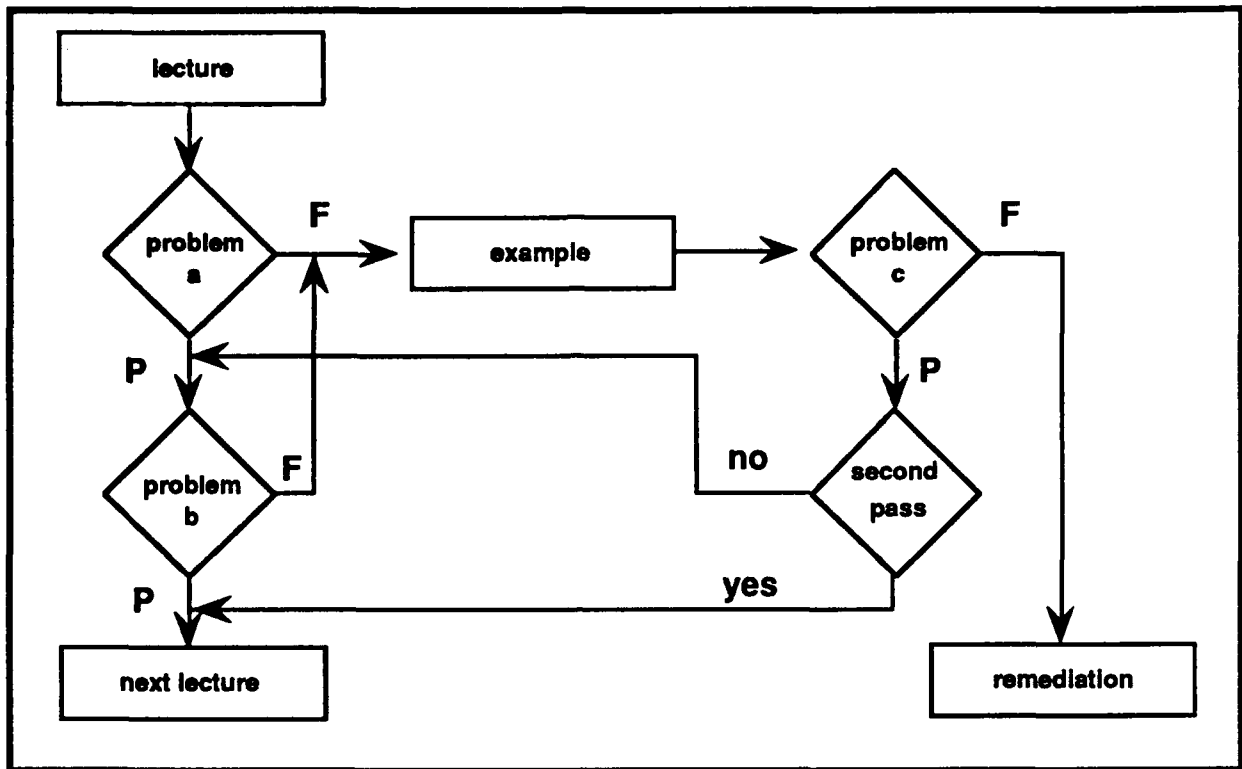 lecture
F
F
problem
a
example
problem
c
P
P
no
second
pass
problem
b
F
yes
P
next lecture
remediation